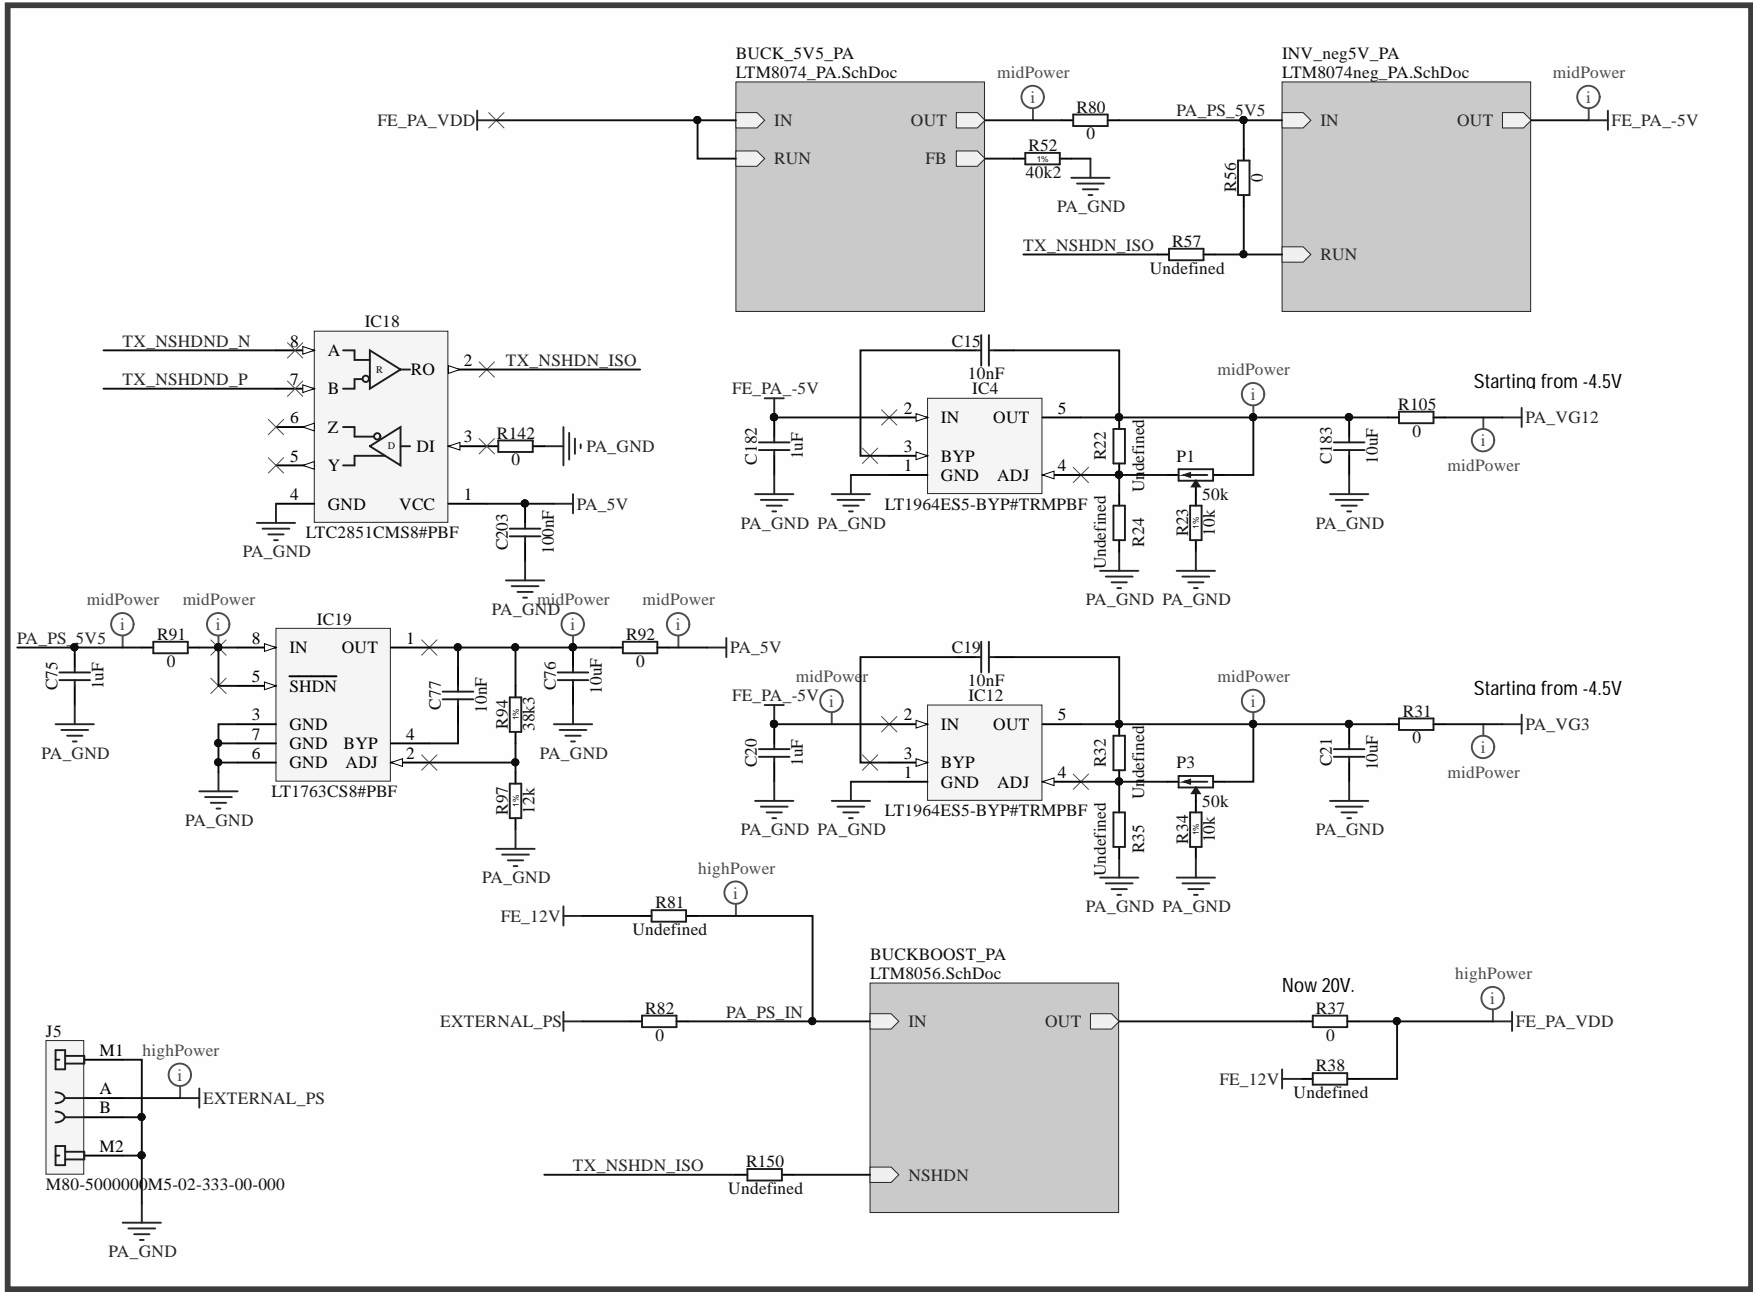 BUCK_5V5_PA
LTM8074_PA.SchDoc
midPower
INV_neg5V_PA
LTM8074neg_PA.SchDoc
midPower
FE_PA_VDD
IN
RUN
OUT
FB
R80
0
R52
1%
40k2
PA_GND
PA_PS_5V5
R56
0
TX_NSHDN_ISO
R57
Undefined
IN
RUN
OUT
FE_PA_-5V
IC18
TX_NSHDND_N
8
A
TX_NSHDND_P
7
B
R
RO
2
TX_NSHDN_ISO
6
Z
5
Y
D
DI
3
R142
0
PA_GND
4
GND
VCC
1
PA_5V
LTC2851CMS8#PBF
PA_GND
C203
100nF
PA_GND
C15
10nF
IC4
FE_PA_-5V
C182
1uF
PA_GND
2
IN
OUT
5
3
BYP
1
GND
ADJ
4
LT1964ES5-BYP#TRMPBF
PA_GND
R22
Undefined
R24
Undefined
PA_GND
P1
50k
R23
1%
10k
PA_GND
midPower
C183
10uF
PA_GND
R105
0
Starting from -4.5V
midPower
PA_VG12
PA_PS_5V5
midPower
C75
1uF
PA_GND
R91
0
midPower
IC19
8
IN
OUT
1
5
SHDN
3
GND
7
GND
BYP
4
6
GND
ADJ
2
LT1763CS8#PBF
PA_GND
C77
10nF
R94
1%
38k3
R97
1%
12k
PA_GND
midPower
C76
10uF
PA_GND
R92
0
midPower
PA_5V
C19
10nF
IC12
FE_PA_-5V
midPower
C20
1uF
PA_GND
2
IN
OUT
5
3
BYP
1
GND
ADJ
4
LT1964ES5-BYP#TRMPBF
PA_GND
R32
Undefined
R35
Undefined
PA_GND
P3
50k
R34
1%
10k
PA_GND
midPower
C21
10uF
PA_GND
R31
0
Starting from -4.5V
midPower
PA_VG3
FE_12V
R81
Undefined
highPower
EXTERNAL_PS
R82
0
PA_PS_IN
BUCKBOOST_PA
LTM8056.SchDoc
IN
OUT
NSHDN
TX_NSHDN_ISO
R150
Undefined
Now 20V.
R37
0
FE_12V
R38
Undefined
highPower
FE_PA_VDD
J5
M1
A
B
M2
highPower
EXTERNAL_PS
M80-5000000M5-02-333-00-000
PA_GND